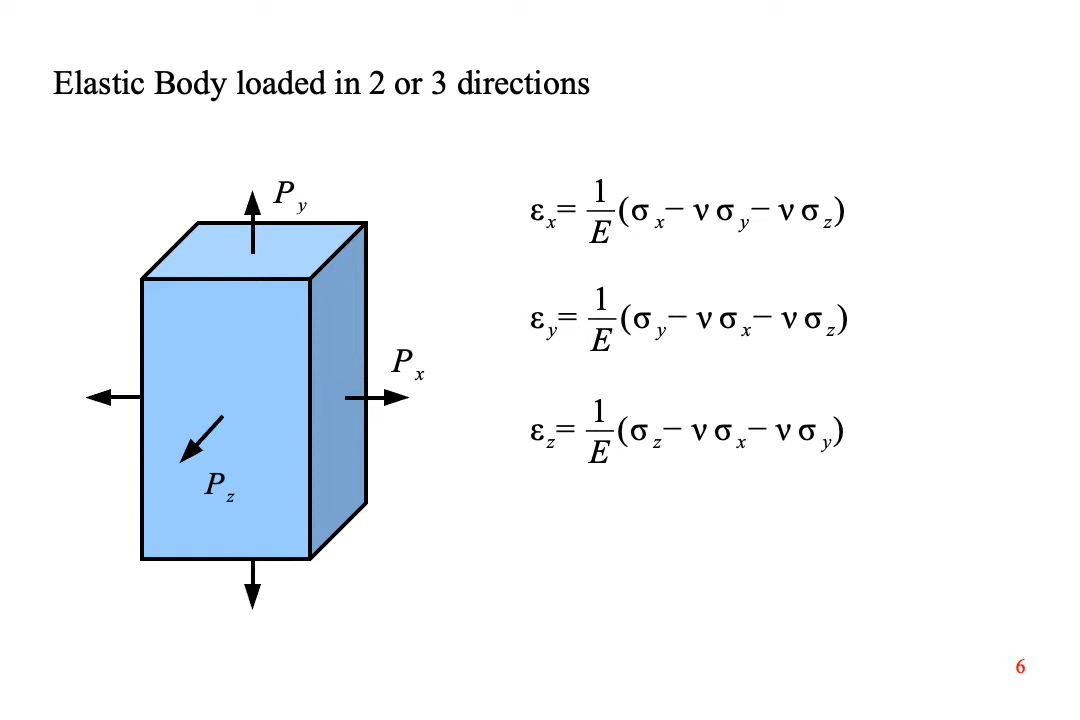 Elastic Body loaded in 2 or 3 directions
P_y
P_x
P_z
ε_x = 1/E (σ_x − ν σ_y − ν σ_z)
ε_y = 1/E (σ_y − ν σ_x − ν σ_z)
ε_z = 1/E (σ_z − ν σ_x − ν σ_y)
6